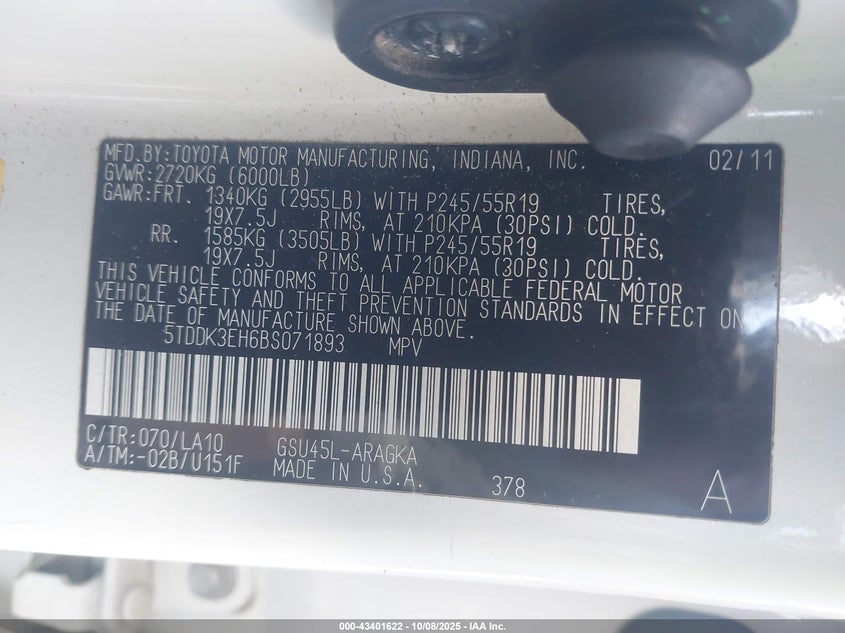 MFD.BY:TOYOTA MOTOR MANUFACTURING, INDIANA, INC. 02/11
GVWR:2720KG (6000LB)
GAWR:FRT. 1340KG (2955LB) WITH P245/55R19 TIRES,
19X7.5J RIMS, AT 210KPA (30PSI) COLD.
RR. 1585KG (3505LB) WITH P245/55R19 TIRES,
19X7.5J RIMS, AT 210KPA (30PSI) COLD.
THIS VEHICLE CONFORMS TO ALL APPLICABLE FEDERAL MOTOR
VEHICLE SAFETY AND THEFT PREVENTION STANDARDS IN EFFECT ON
THE DATE OF MANUFACTURE SHOWN ABOVE.
5TDDK3EH6BS071893 MPV
C/TR:070/LA10 GSU45L-ARAGKA
A/TM:-02B/U151F MADE IN U.S.A. 378 A
000-43401622 - 10/08/2025 - IAA Inc.